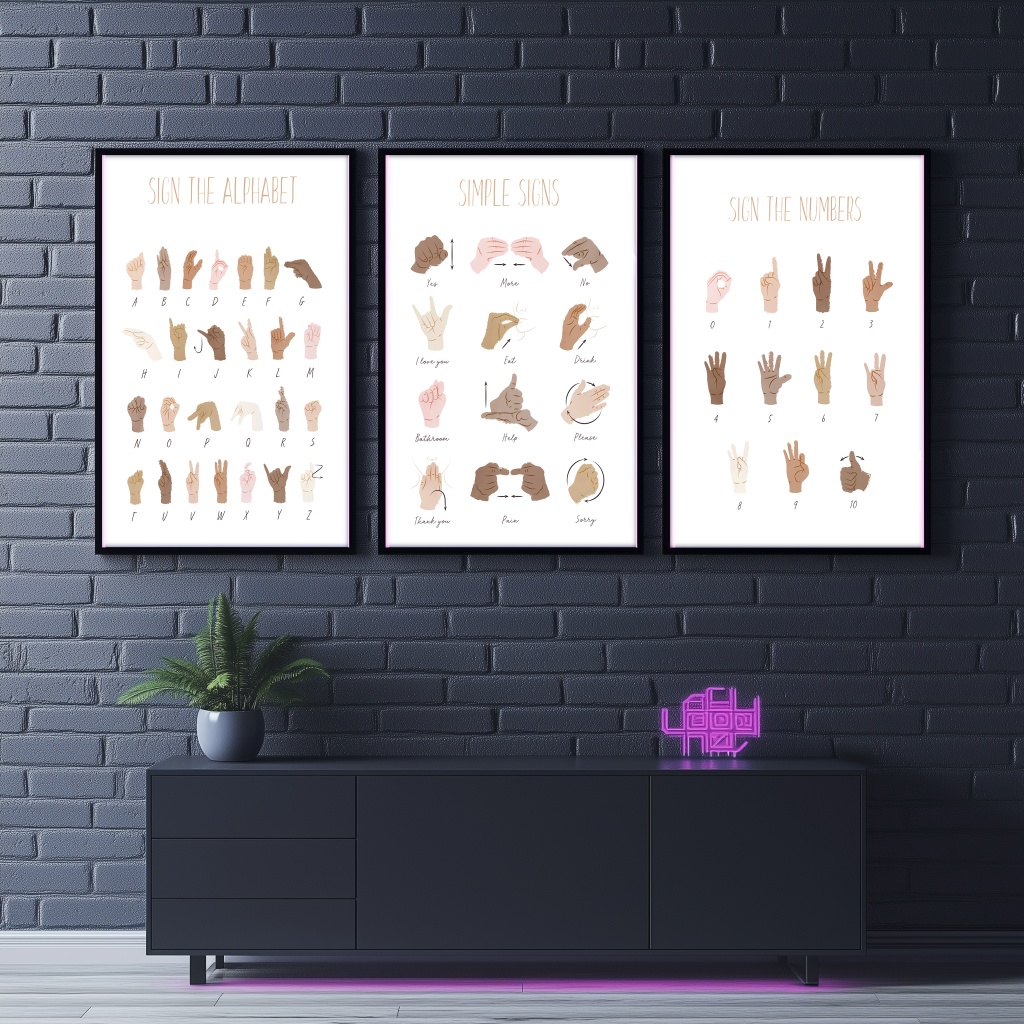 SIGN THE ALPHABET
A B C D E F G
H I J K L M
N O P Q R S
T U V W X Y Z
SIMPLE SIGNS
Yes More No
I love you Eat Drink
Bathroom Help Please
Thank you Pain Sorry
SIGN THE NUMBERS
0 1 2 3
4 5 6 7
8 9 10